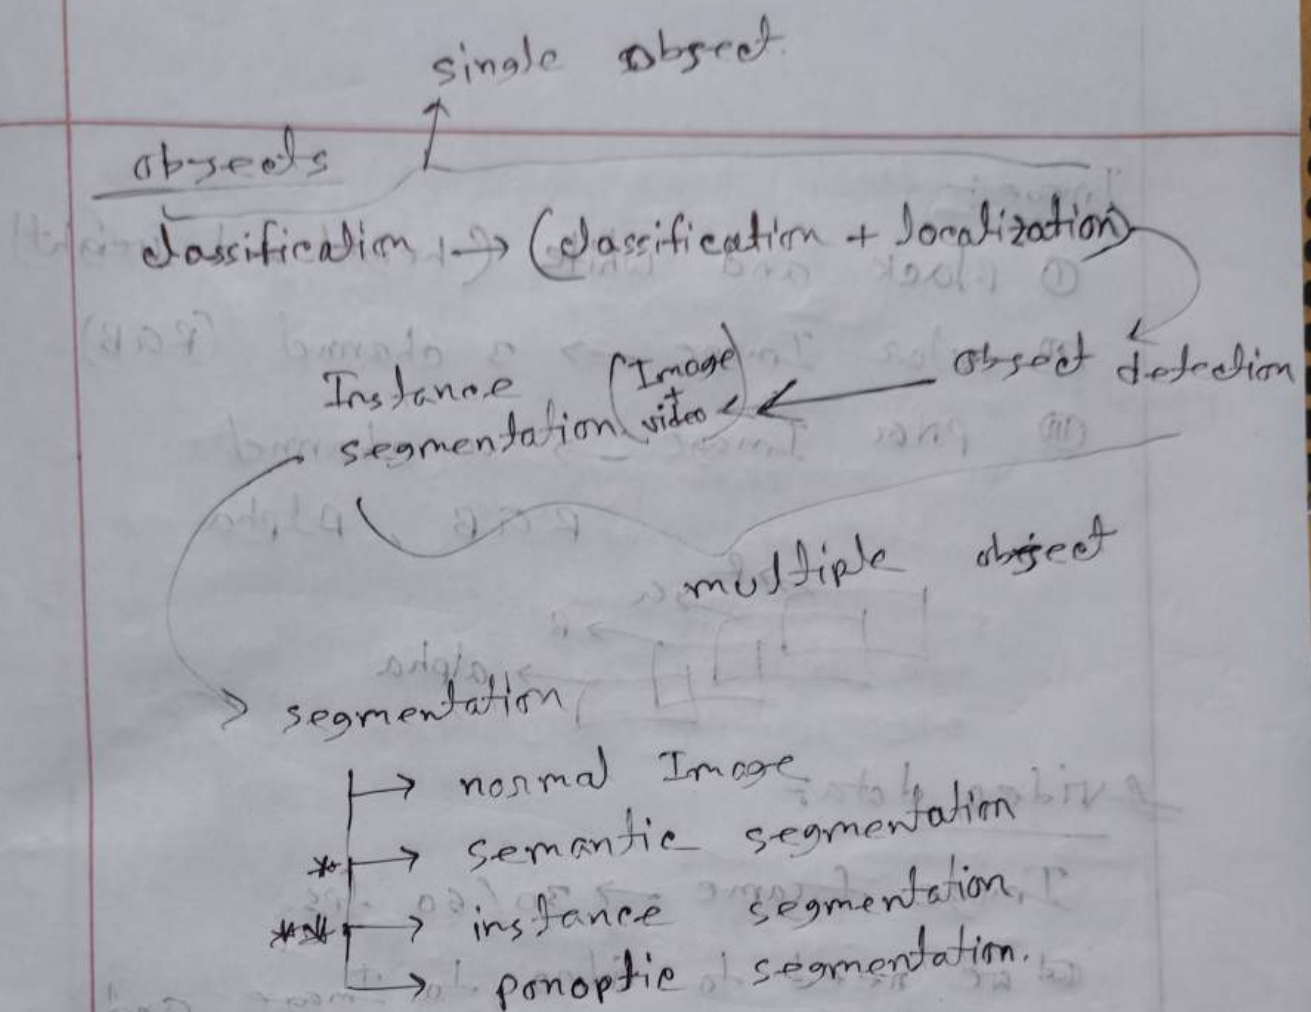 single object.
objects
classification → (classification + localization)
Instance (Image + video) ← object detection
segmentation
multiple object
segmentation
→ normal Image
* → semantic segmentation
** → instance segmentation,
→ ponoptic segmentation.